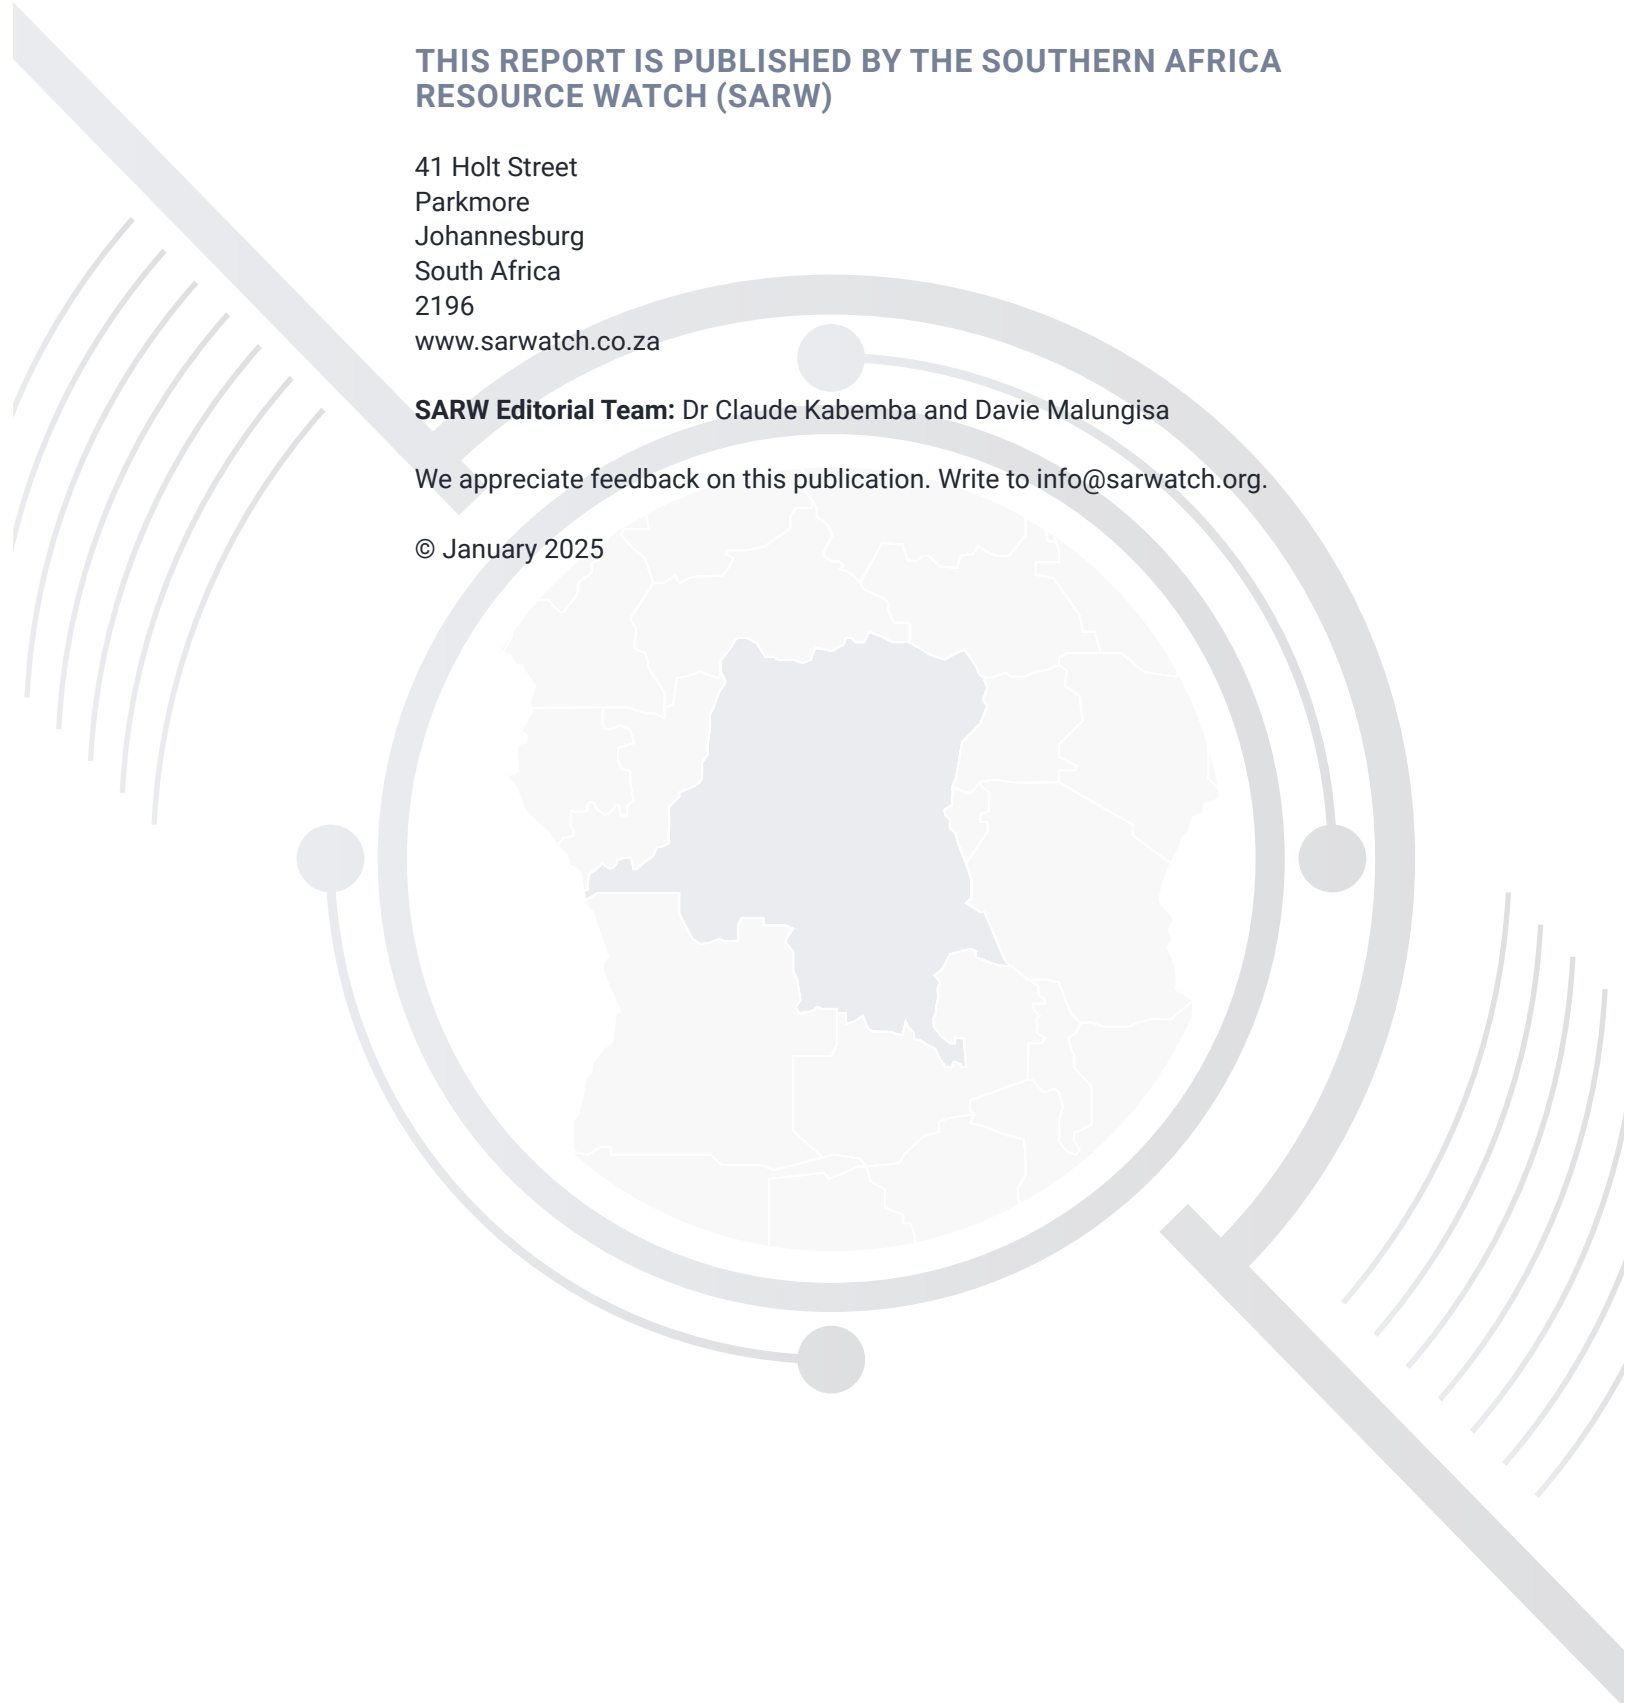 THIS REPORT IS PUBLISHED BY THE SOUTHERN AFRICA
RESOURCE WATCH (SARW)
41 Holt Street
Parkmore
Johannesburg
South Africa
2196
www.sarwatch.co.za
SARW Editorial Team: Dr Claude Kabemba and Davie Malungisa
We appreciate feedback on this publication. Write to info@sarwatch.org.
© January 2025